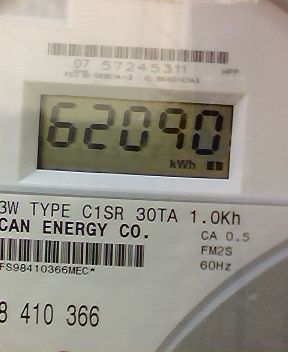 07 57245311
62090
kWh
3W TYPE C1SR 30TA 1.0Kh
CAN ENERGY CO.
CA 0.5
FM2S
60Hz
FS98410366MEC*
8 410 366